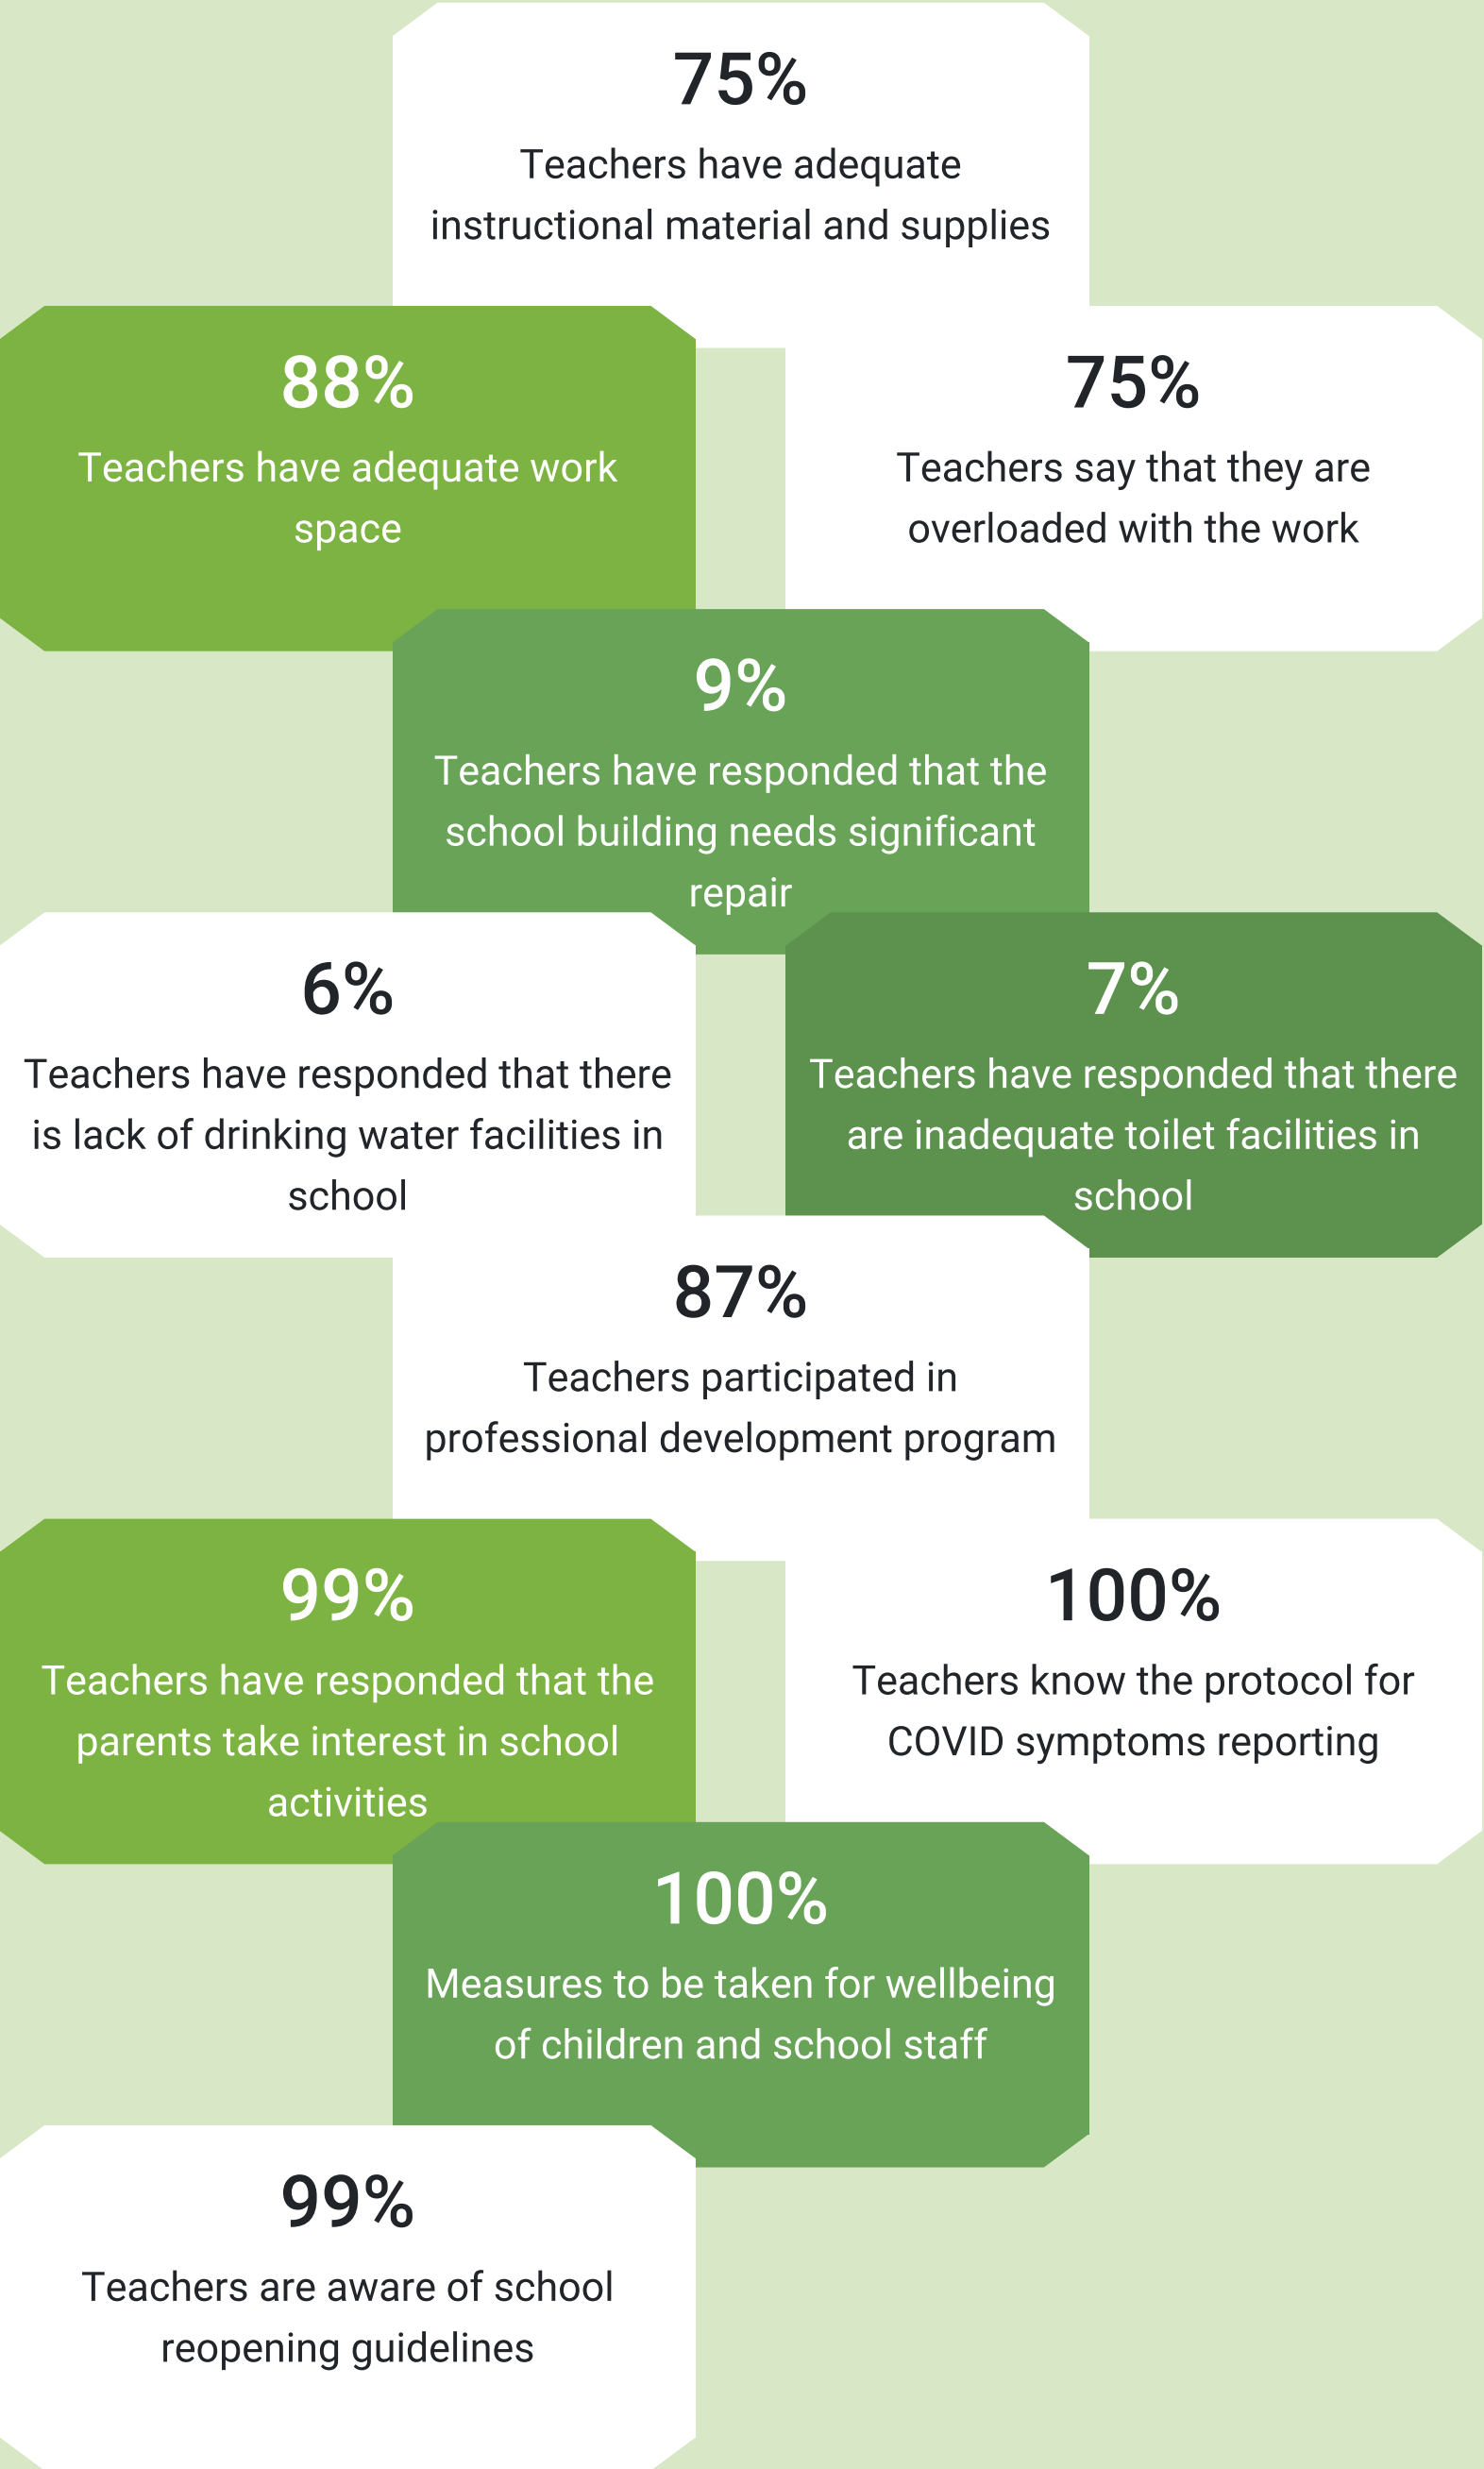 75%
Teachers have adequate
instructional material and supplies
88%
Teachers have adequate work
space
75%
Teachers say that they are
overloaded with the work
9%
Teachers have responded that the
school building needs significant
repair
6%
Teachers have responded that there
is lack of drinking water facilities in
school
7%
Teachers have responded that there
are inadequate toilet facilities in
school
87%
Teachers participated in
professional development program
99%
Teachers have responded that the
parents take interest in school
activities
100%
Teachers know the protocol for
COVID symptoms reporting
100%
Measures to be taken for wellbeing
of children and school staff
99%
Teachers are aware of school
reopening guidelines